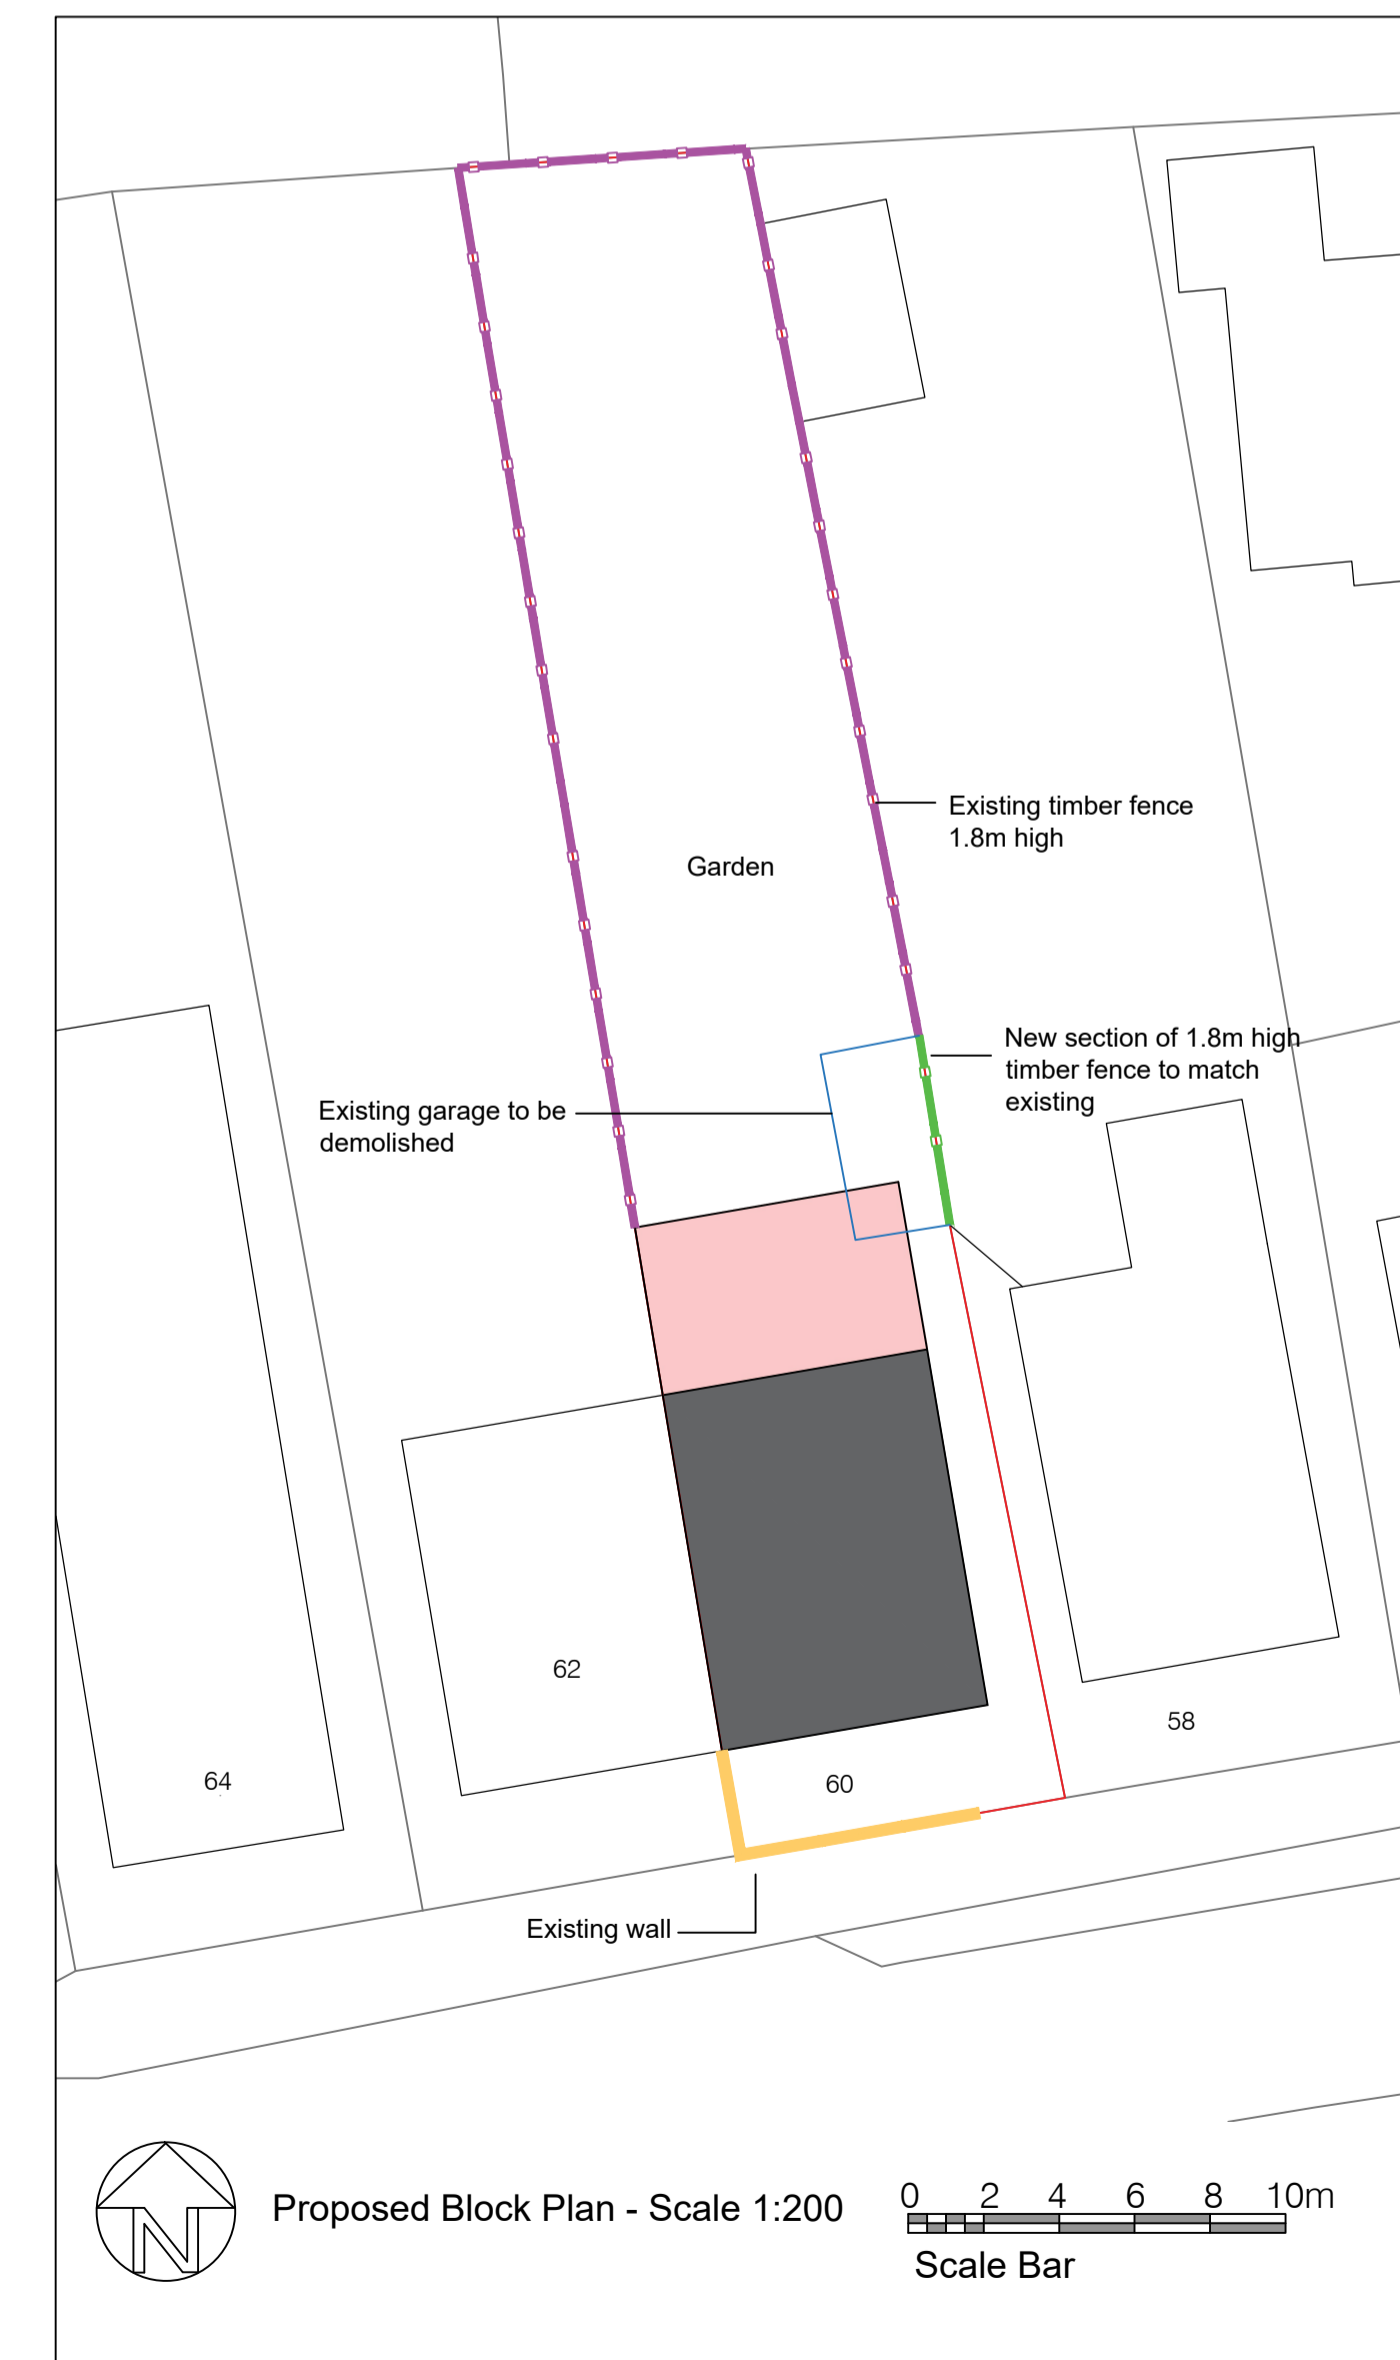 Existing timber fence
1.8m high
Garden
New section of 1.8m high
timber fence to match
existing
Existing garage to be
demolished
62
58
64
60
Existing wall
N
Proposed Block Plan - Scale 1:200
0 2 4 6 8 10m
Scale Bar